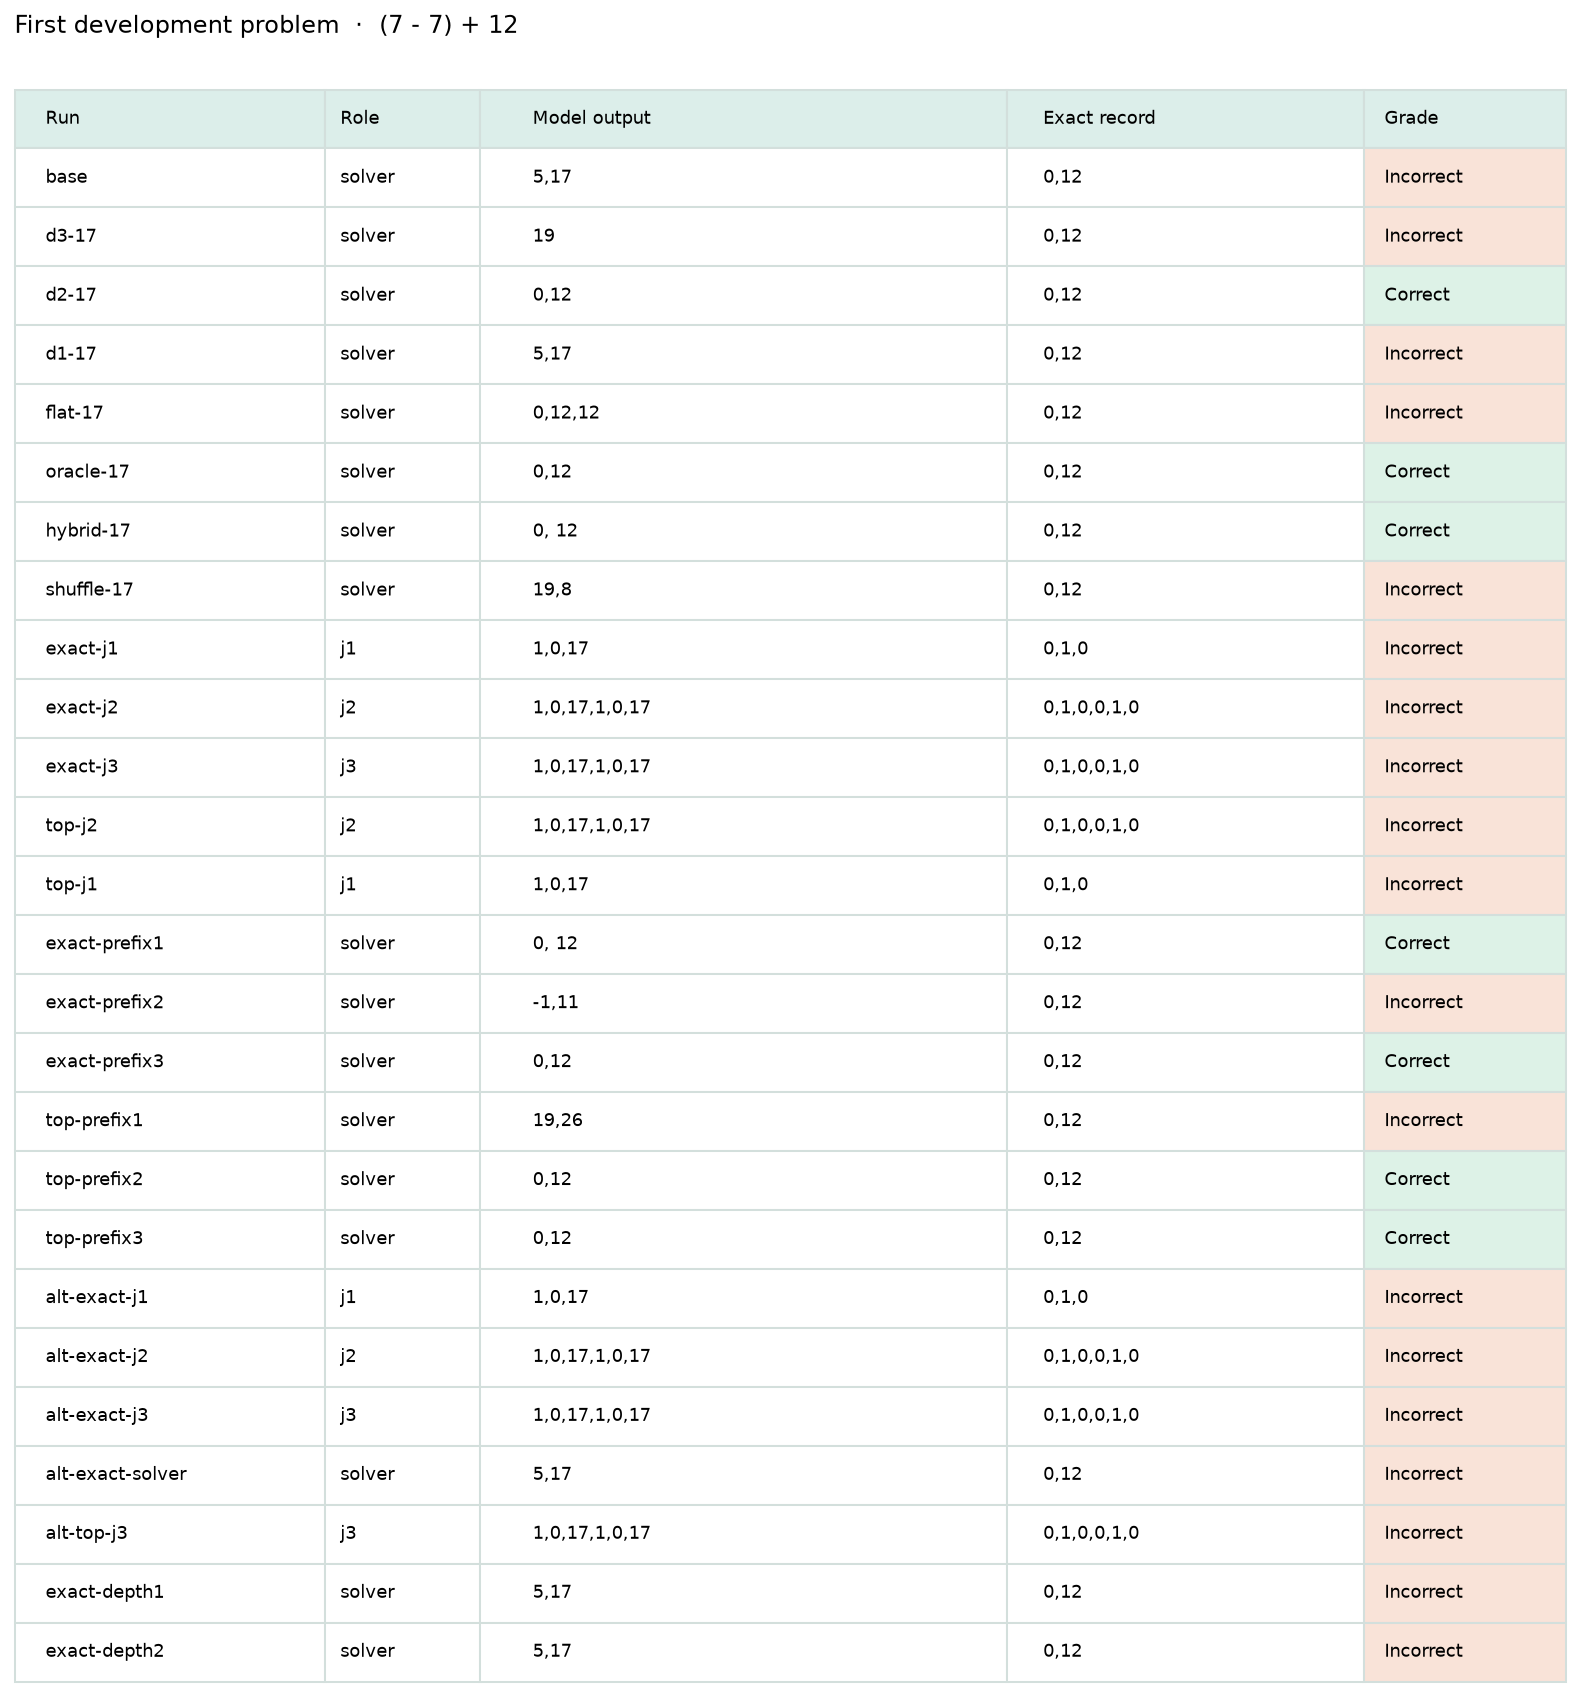 First development problem · (7 - 7) + 12
Run Role Model output Exact record Grade
base solver 5,17 0,12 Incorrect
d3-17 solver 19 0,12 Incorrect
d2-17 solver 0,12 0,12 Correct
d1-17 solver 5,17 0,12 Incorrect
flat-17 solver 0,12,12 0,12 Incorrect
oracle-17 solver 0,12 0,12 Correct
hybrid-17 solver 0, 12 0,12 Correct
shuffle-17 solver 19,8 0,12 Incorrect
exact-j1 j1 1,0,17 0,1,0 Incorrect
exact-j2 j2 1,0,17,1,0,17 0,1,0,0,1,0 Incorrect
exact-j3 j3 1,0,17,1,0,17 0,1,0,0,1,0 Incorrect
top-j2 j2 1,0,17,1,0,17 0,1,0,0,1,0 Incorrect
top-j1 j1 1,0,17 0,1,0 Incorrect
exact-prefix1 solver 0, 12 0,12 Correct
exact-prefix2 solver -1,11 0,12 Incorrect
exact-prefix3 solver 0,12 0,12 Correct
top-prefix1 solver 19,26 0,12 Incorrect
top-prefix2 solver 0,12 0,12 Correct
top-prefix3 solver 0,12 0,12 Correct
alt-exact-j1 j1 1,0,17 0,1,0 Incorrect
alt-exact-j2 j2 1,0,17,1,0,17 0,1,0,0,1,0 Incorrect
alt-exact-j3 j3 1,0,17,1,0,17 0,1,0,0,1,0 Incorrect
alt-exact-solver solver 5,17 0,12 Incorrect
alt-top-j3 j3 1,0,17,1,0,17 0,1,0,0,1,0 Incorrect
exact-depth1 solver 5,17 0,12 Incorrect
exact-depth2 solver 5,17 0,12 Incorrect